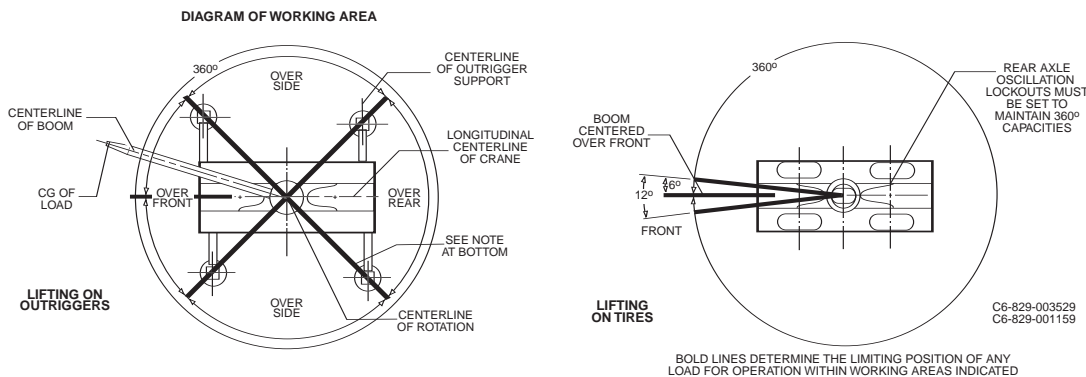 DIAGRAM OF WORKING AREA
360º
OVER
SIDE
CENTERLINE
OF OUTRIGGER
SUPPORT
CENTERLINE
OF BOOM
LONGITUDINAL
CENTERLINE
OF CRANE
CG OF
LOAD
OVER
FRONT
OVER
REAR
SEE NOTE
AT BOTTOM
LIFTING ON
OUTRIGGERS
OVER
SIDE
CENTERLINE
OF ROTATION
360º
REAR AXLE
OSCILLATION
LOCKOUTS MUST
BE SET TO
MAINTAIN 360º
CAPACITIES
BOOM
CENTERED
OVER FRONT
6º
12º
FRONT
LIFTING
ON TIRES
C6-829-003529
C6-829-001159
BOLD LINES DETERMINE THE LIMITING POSITION OF ANY
LOAD FOR OPERATION WITHIN WORKING AREAS INDICATED